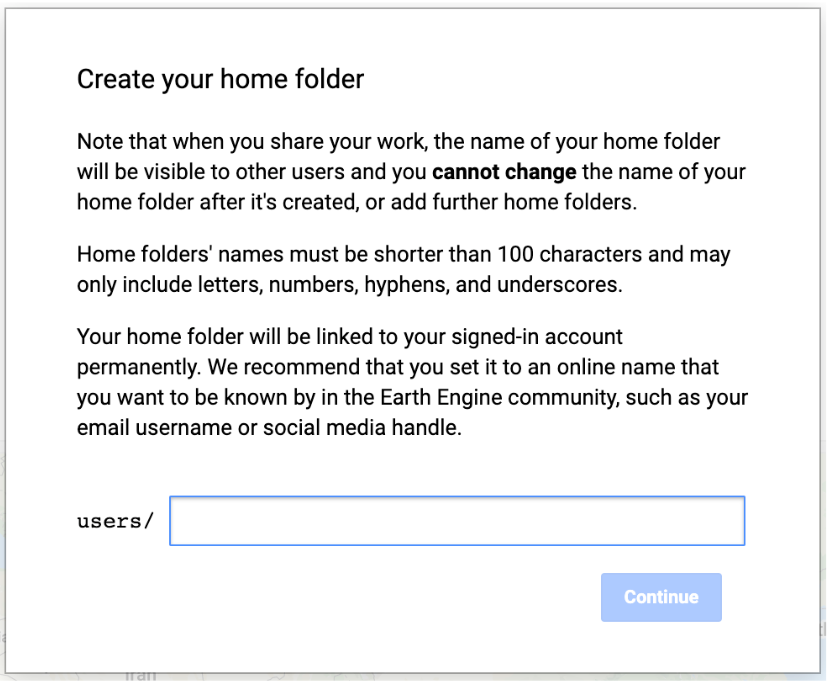 Create your home folder
Note that when you share your work, the name of your home folder
will be visible to other users and you cannot change the name of your
home folder after it's created, or add further home folders.
Home folders' names must be shorter than 100 characters and may
only include letters, numbers, hyphens, and underscores.
Your home folder will be linked to your signed-in account
permanently. We recommend that you set it to an online name that
you want to be known by in the Earth Engine community, such as your
email username or social media handle.
users/
Continue
Iran